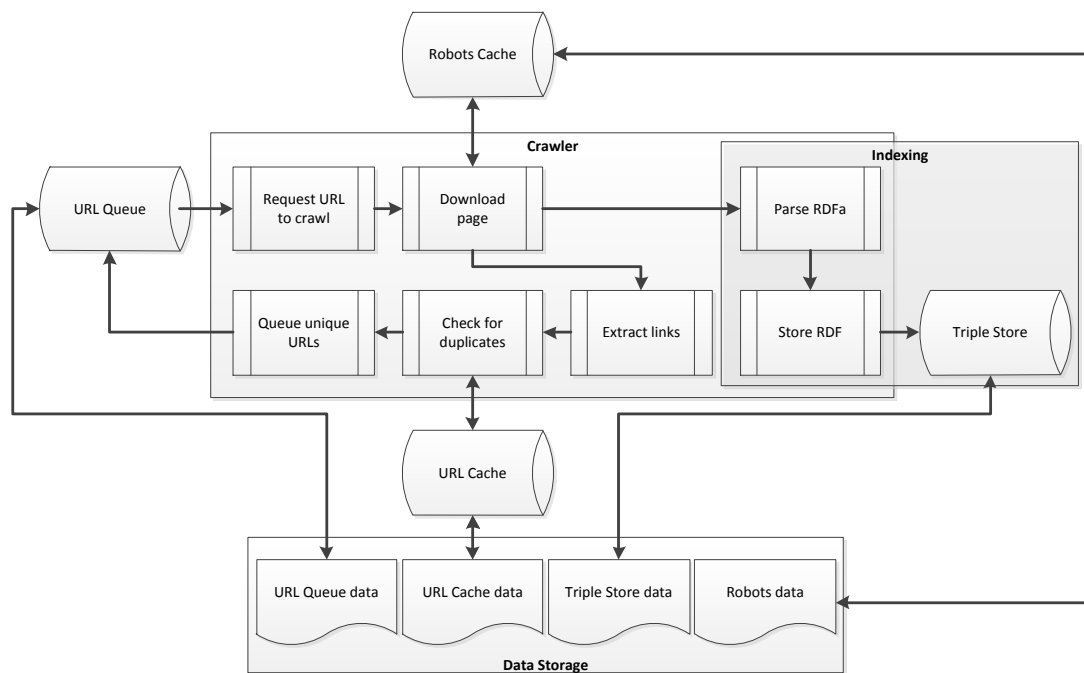 Robots Cache
Crawler
Indexing
URL Queue
Request URL
to crawl
Download
page
Parse RDFa
Queue unique
URLs
Check for
duplicates
Extract links
Store RDF
Triple Store
URL Cache
URL Queue data
URL Cache data
Triple Store data
Robots data
Data Storage